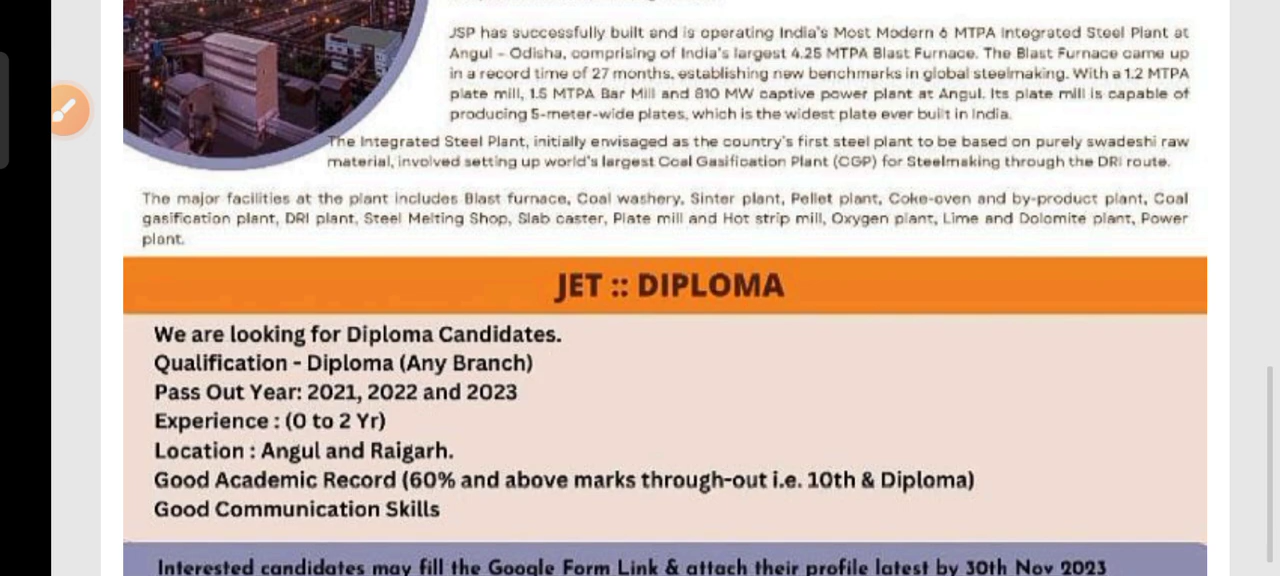 JSP has successfully built and is operating India's Most Modern 6 MTPA Integrated Steel Plant at
Angul - Odisha, comprising of India's largest 4.25 MTPA Blast Furnace. The Blast Furnace came up
in a record time of 27 months, establishing new benchmarks in global steelmaking. With a 1.2 MTPA
plate mill, 1.5 MTPA Bar Mill and 810 MW captive power plant at Angul. Its plate mill is capable of
producing 5-meter-wide plates, which is the widest plate ever built in India.
The Integrated Steel Plant, initially envisaged as the country's first steel plant to be based on purely swadeshi raw
material, involved setting up world's largest Coal Gasification Plant (CGP) for Steelmaking through the DRI route.
The major facilities at the plant includes Blast furnace, Coal washery, Sinter plant, Pellet plant, Coke-oven and by-product plant, Coal
gasification plant, DRI plant, Steel Melting Shop, Slab caster, Plate mill and Hot strip mill, Oxygen plant, Lime and Dolomite plant, Power
plant.
JET :: DIPLOMA
We are looking for Diploma Candidates.
Qualification - Diploma (Any Branch)
Pass Out Year: 2021, 2022 and 2023
Experience : (0 to 2 Yr)
Location : Angul and Raigarh.
Good Academic Record (60% and above marks through-out i.e. 10th & Diploma)
Good Communication Skills
Interested candidates may fill the Google Form Link & attach their profile latest by 30th Nov 2023